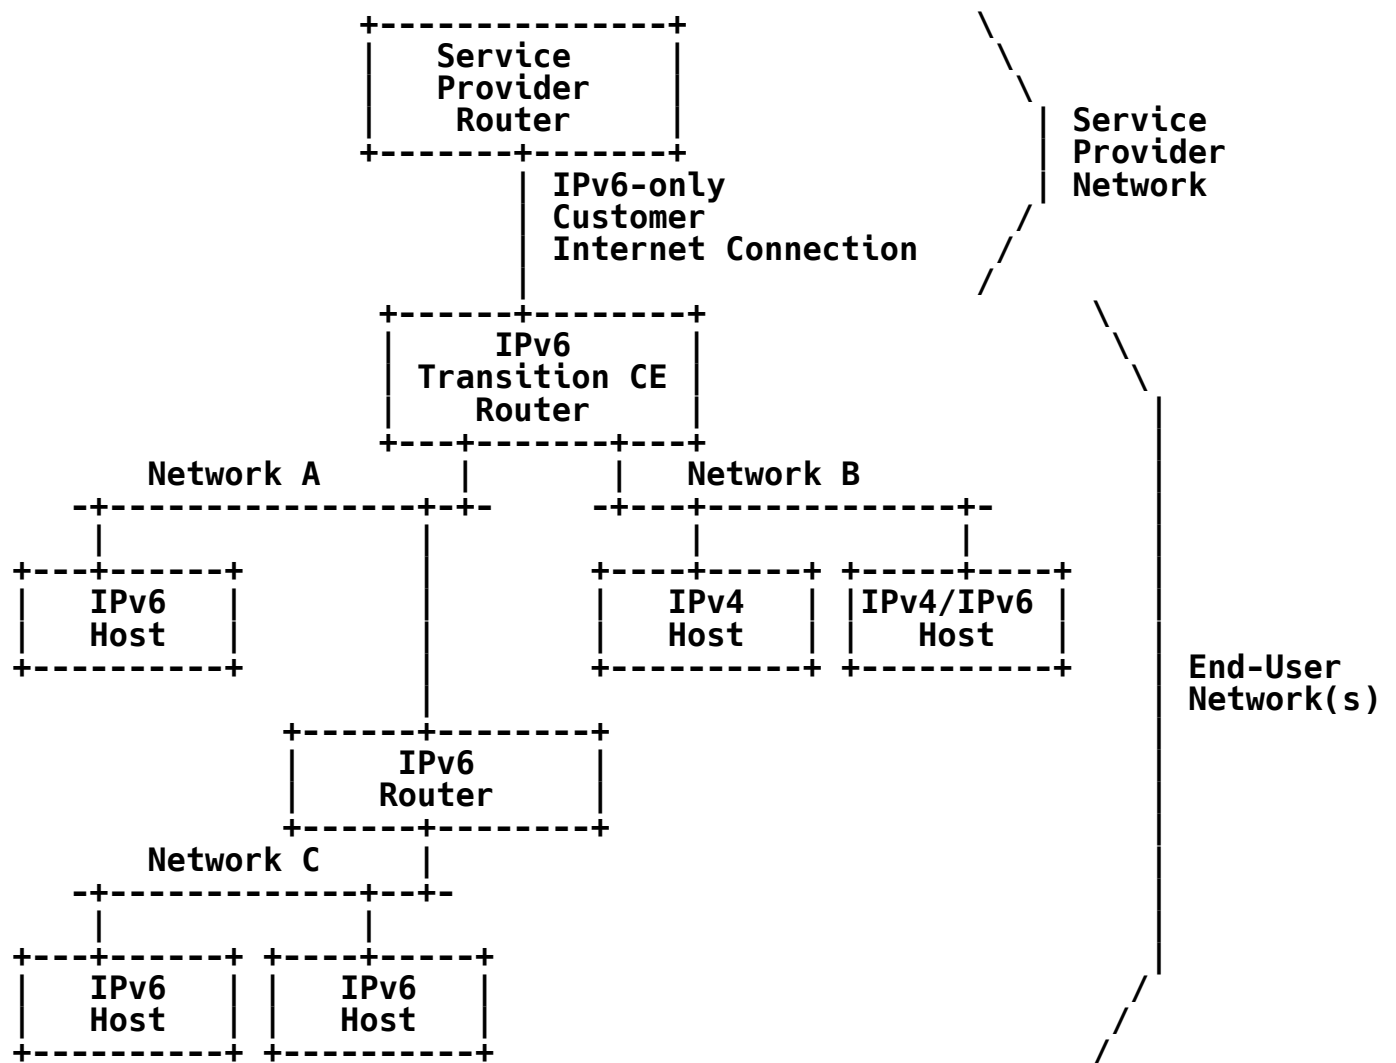 Service
Provider
Router
Service
Provider
Network
IPv6-only
Customer
Internet Connection
IPv6
Transition CE
Router
Network A
Network B
IPv6
Host
IPv4
Host
IPv4/IPv6
Host
End-User
Network(s)
IPv6
Router
Network C
IPv6
Host
IPv6
Host